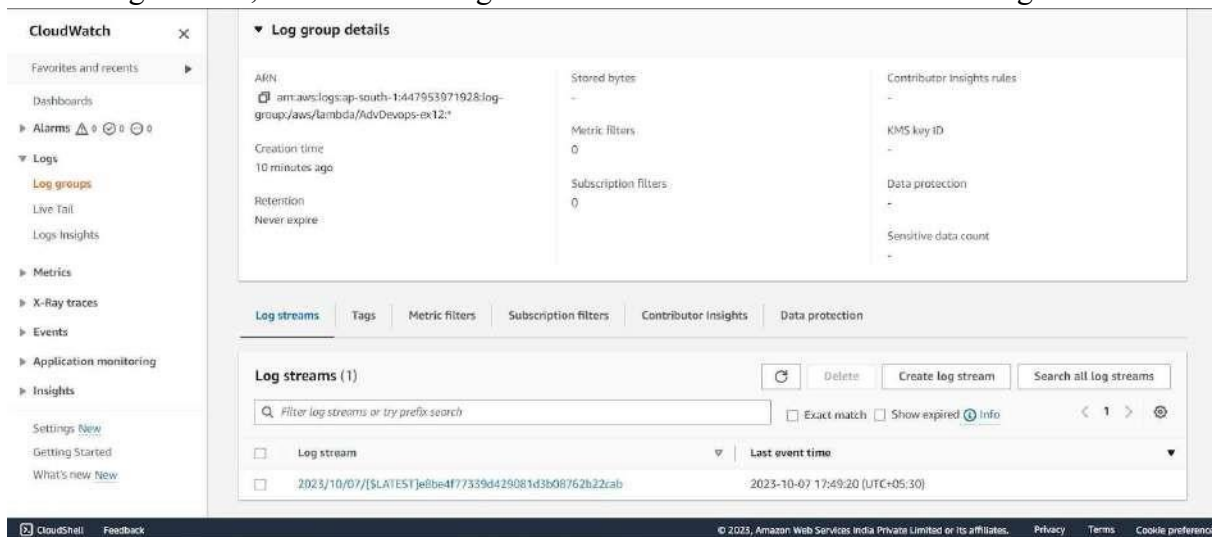 CloudWatch
Favorites and recents
Dashboards
Alarms 0 0 0
Logs
Log groups
Live Tail
Logs Insights
Metrics
X-Ray traces
Events
Application monitoring
Insights
Settings New
Getting Started
What's new New
Log group details
ARN
arn:aws:logs:ap-south-1:447953971928:log-
group:/aws/lambda/AdvDevops-ex12:*
Creation time
10 minutes ago
Retention
Never expire
Stored bytes
-
Metric filters
0
Subscription filters
0
Contributor Insights rules
-
KMS key ID
-
Data protection
-
Sensitive data count
-
Log streams Tags Metric filters Subscription filters Contributor Insights Data protection
Log streams (1)
Delete Create log stream Search all log streams
Filter log streams or try prefix search
Exact match Show expired Info
1
Log stream Last event time
2023/10/07/[$LATEST]e8be4f77339d429081d3b08762b22cab 2023-10-07 17:49:20 (UTC+05:30)
CloudShell Feedback © 2023, Amazon Web Services India Private Limited or its affiliates. Privacy Terms Cookie preference